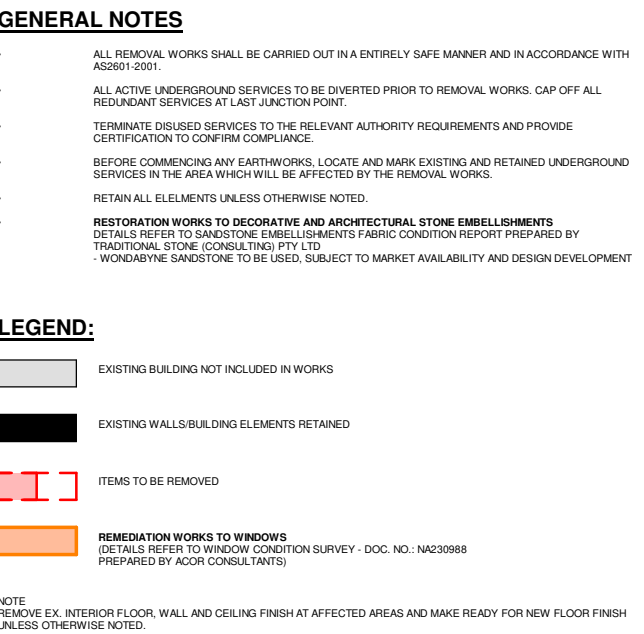 GENERAL NOTES
ALL REMOVAL WORKS SHALL BE CARRIED OUT IN A ENTIRELY SAFE MANNER AND IN ACCORDANCE WITH
AS2601-2001.
ALL ACTIVE UNDERGROUND SERVICES TO BE DIVERTED PRIOR TO REMOVAL WORKS. CAP OFF ALL
REDUNDANT SERVICES AT LAST JUNCTION POINT.
TERMINATE DISUSED SERVICES TO THE RELEVANT AUTHORITY REQUIREMENTS AND PROVIDE
CERTIFICATION TO CONFIRM COMPLIANCE.
BEFORE COMMENCING ANY EARTHWORKS, LOCATE AND MARK EXISTING AND RETAINED UNDERGROUND
SERVICES IN THE AREA WHICH WILL BE AFFECTED BY THE REMOVAL WORKS.
RETAIN ALL ELELMENTS UNLESS OTHERWISE NOTED.
RESTORATION WORKS TO DECORATIVE AND ARCHITECTURAL STONE EMBELLISHMENTS
DETAILS REFER TO SANDSTONE EMBELLISHMENTS FABRIC CONDITION REPORT PREPARED BY
TRADITIONAL STONE (CONSULTING) PTY LTD
- WONDABYNE SANDSTONE TO BE USED, SUBJECT TO MARKET AVAILABILITY AND DESIGN DEVELOPMENT
LEGEND:
EXISTING BUILDING NOT INCLUDED IN WORKS
EXISTING WALLS/BUILDING ELEMENTS RETAINED
ITEMS TO BE REMOVED
REMEDIATION WORKS TO WINDOWS
(DETAILS REFER TO WINDOW CONDITION SURVEY - DOC. NO.: NA230988
PREPARED BY ACOR CONSULTANTS)
NOTE
REMOVE EX. INTERIOR FLOOR, WALL AND CEILING FINISH AT AFFECTED AREAS AND MAKE READY FOR NEW FLOOR FINISH
UNLESS OTHERWISE NOTED.